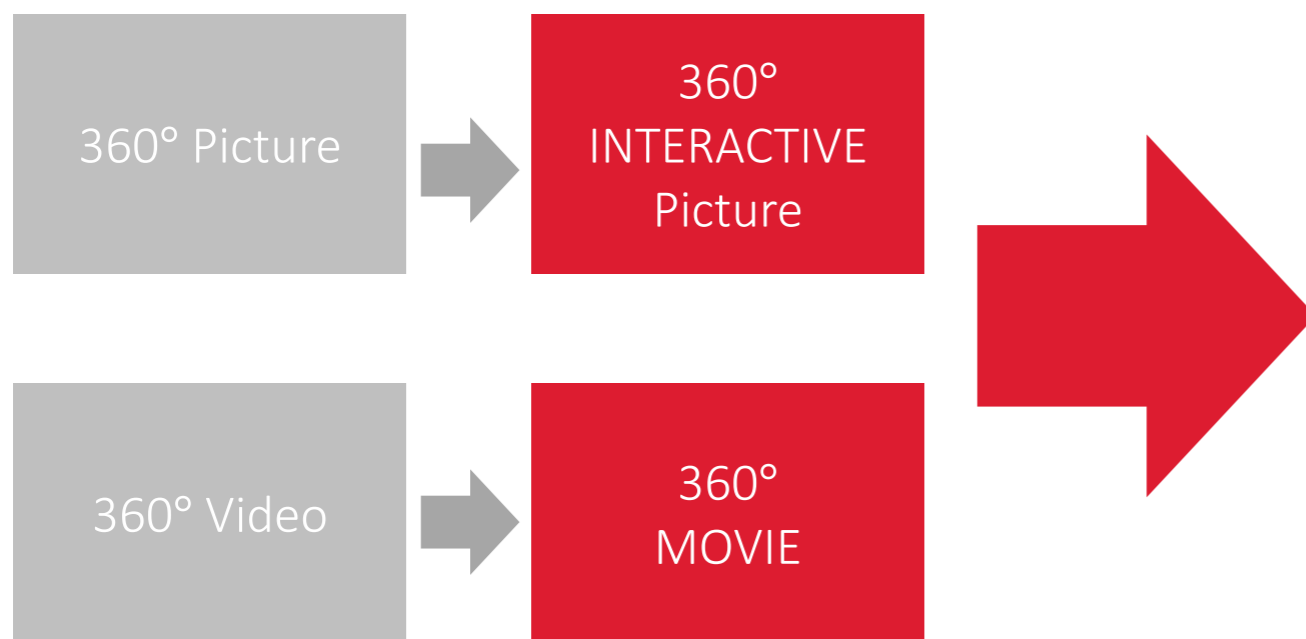 360° Picture
360°
INTERACTIVE
Picture
360° Video
360°
MOVIE